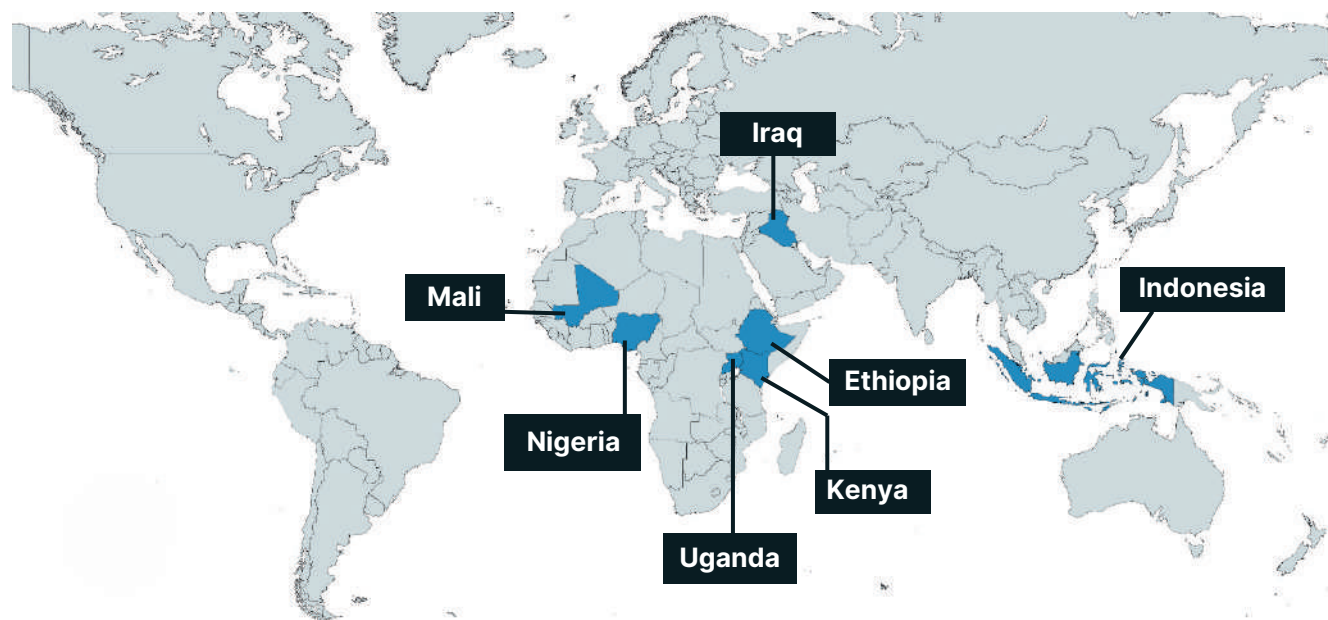 Iraq
Mali
Indonesia
Ethiopia
Nigeria
Kenya
Uganda